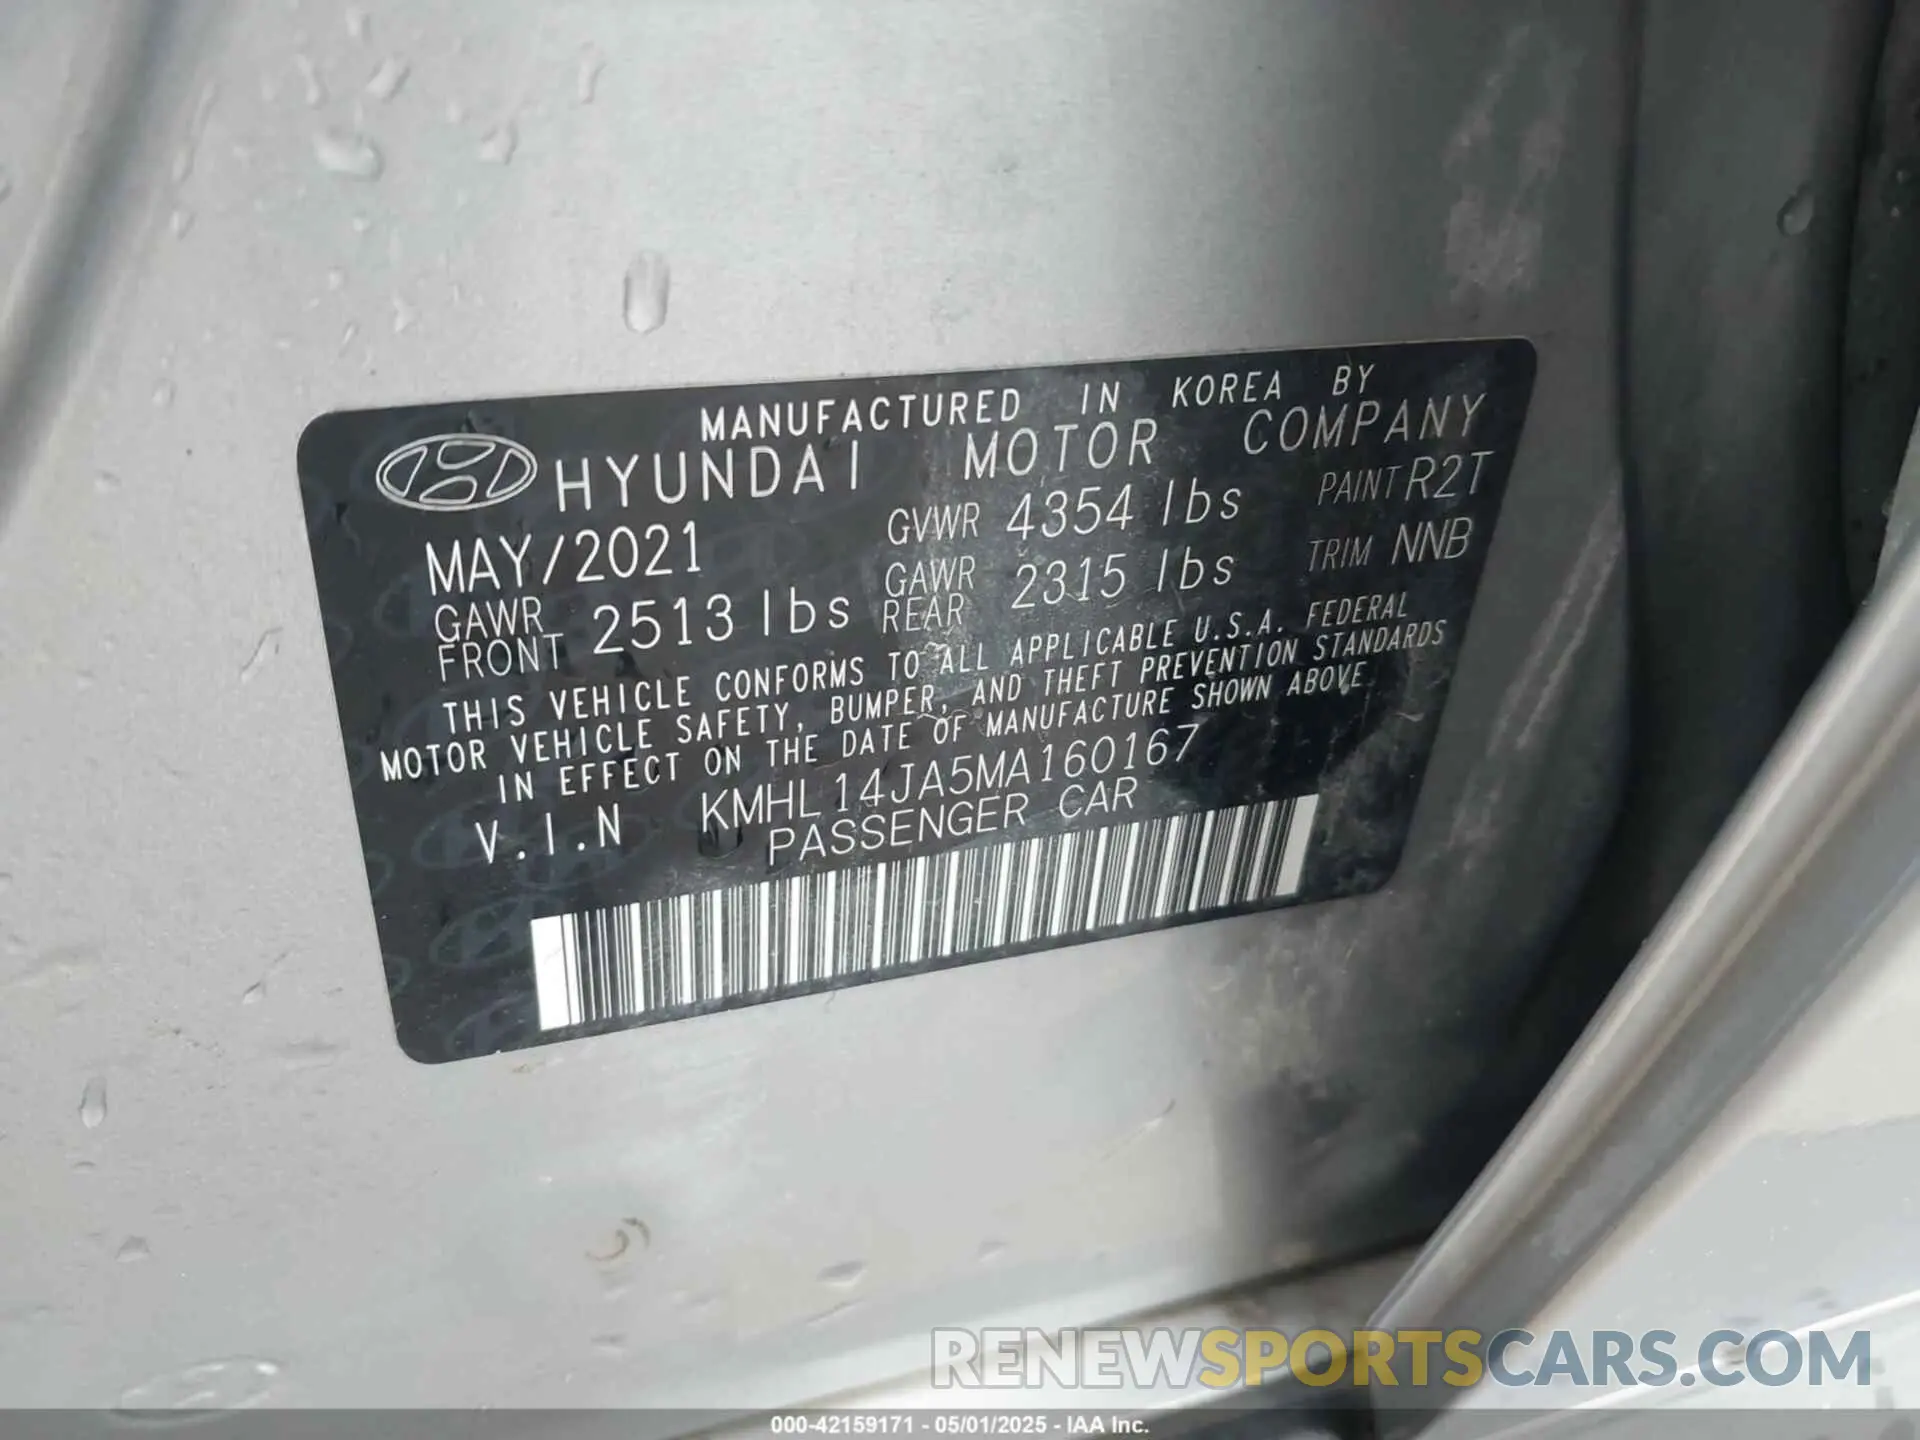 MANUFACTURED IN KOREA BY
HYUNDAI MOTOR COMPANY
MAY/2021 GVWR 4354 lbs PAINT R2T
GAWR FRONT 2513 lbs GAWR REAR 2315 lbs TRIM NNB
THIS VEHICLE CONFORMS TO ALL APPLICABLE U.S.A. FEDERAL
MOTOR VEHICLE SAFETY, BUMPER, AND THEFT PREVENTION STANDARDS
IN EFFECT ON THE DATE OF MANUFACTURE SHOWN ABOVE.
V.I.N KMHL14JA5MA160167
PASSENGER CAR
RENEWSPORTSCARS.COM
000-42159171 - 05/01/2025 - IAA Inc.